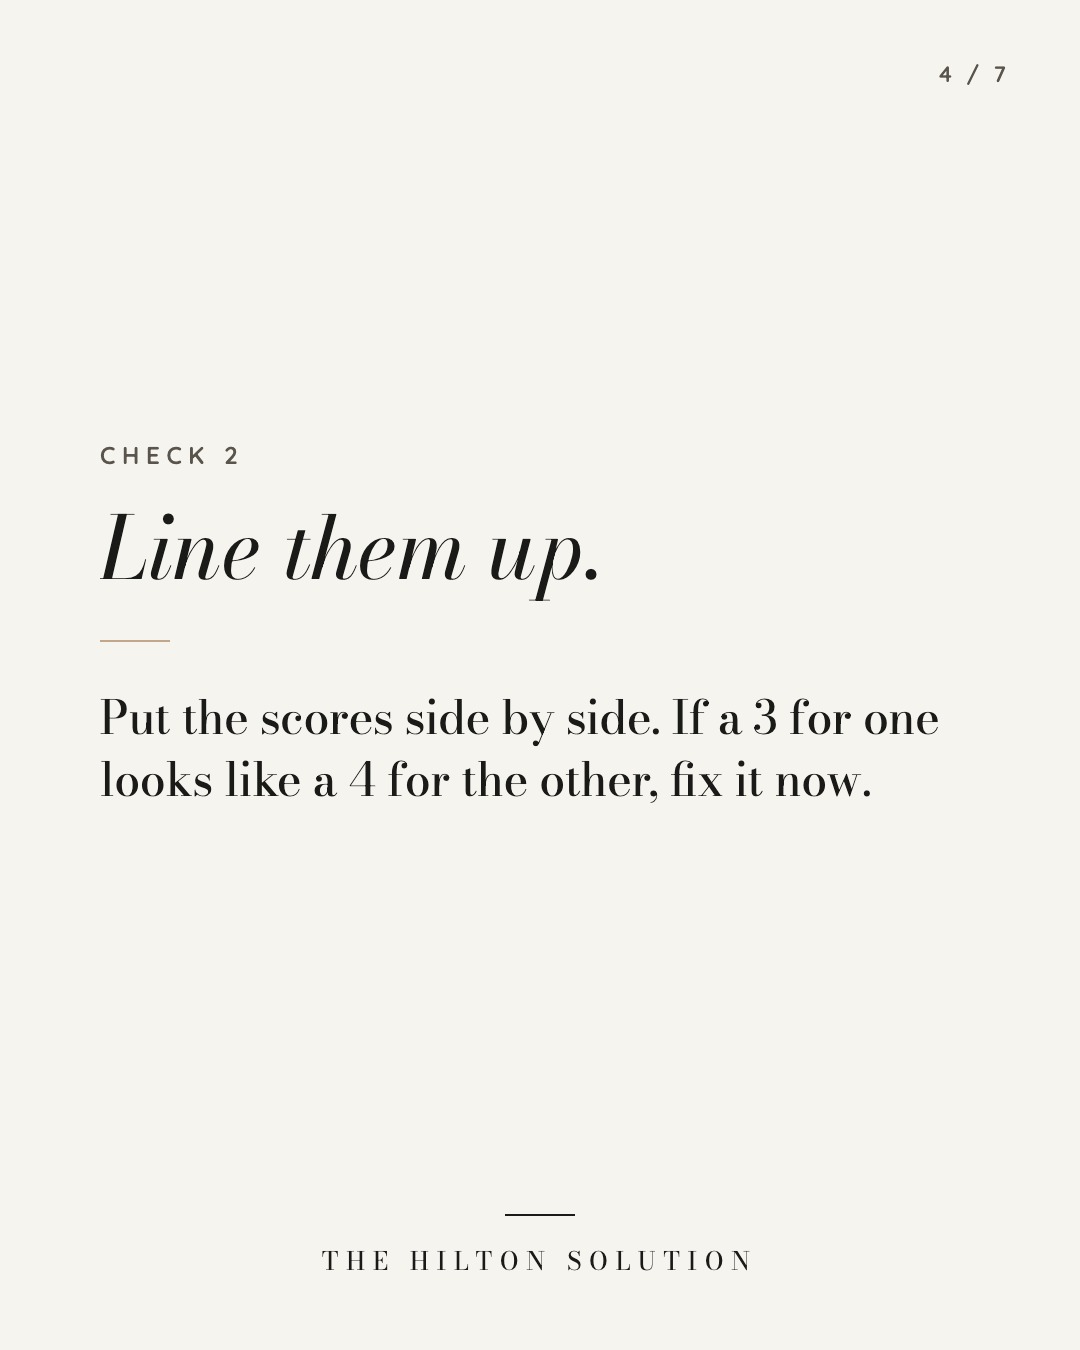 4 / 7
CHECK 2
Line them up.
Put the scores side by side. If a 3 for one
looks like a 4 for the other, fix it now.
THE HILTON SOLUTION